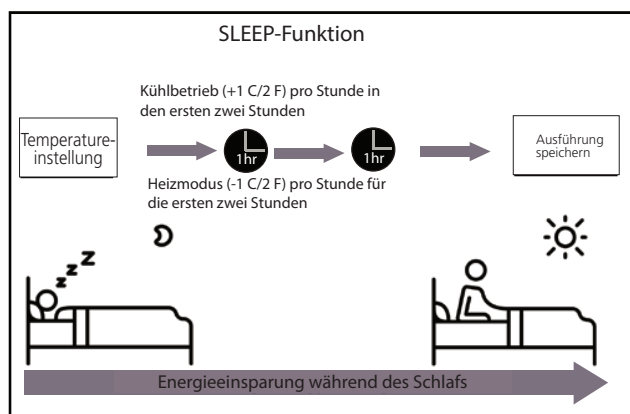 SLEEP-Funktion
Kühlbetrieb (+1 C/2 F) pro Stunde in
den ersten zwei Stunden
Temperature-
instellung
1hr
1hr
Ausführung
speichern
Heizmodus (-1 C/2 F) pro Stunde für
die ersten zwei Stunden
z z z Z
Energieeinsparung während des Schlafs